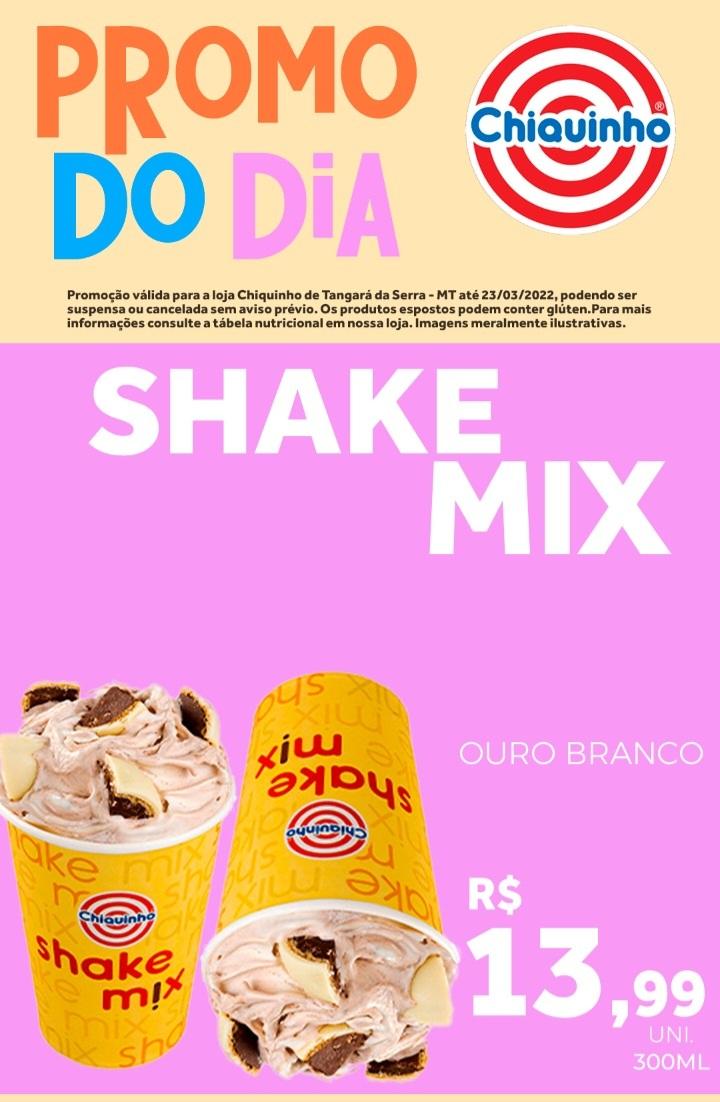 PROMO
DO DiA
Chiquinho®
Promoção válida para a loja Chiquinho de Tangará da Serra - MT até 23/03/2022, podendo ser
suspensa ou cancelada sem aviso prévio. Os produtos espostos podem conter glúten.Para mais
informações consulte a tábela nutricional em nossa loja. Imagens meramente ilustrativas.
SHAKE
MIX
OURO BRANCO
R$
13,99
UNI.
300ML
shake mix
Chiquinho
shake
mix
Chiquinho
shake
mix